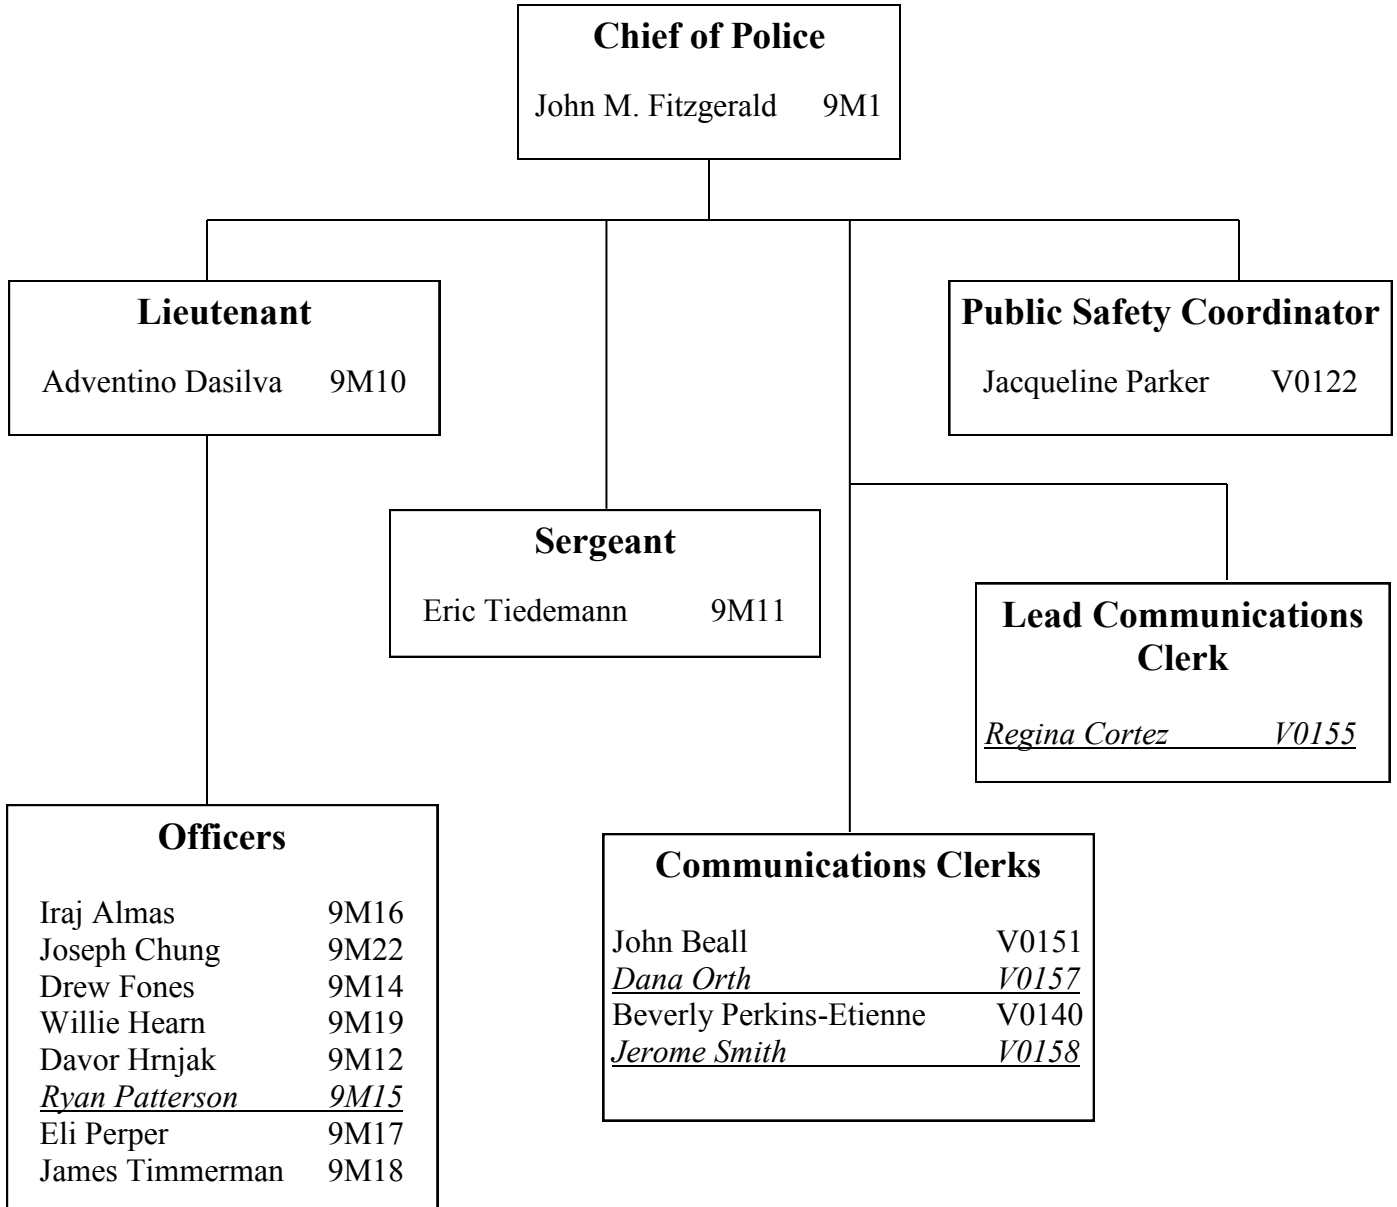 Chief of Police
John M. Fitzgerald 9M1
Lieutenant
Adventino Dasilva 9M10
Public Safety Coordinator
Jacqueline Parker V0122
Sergeant
Eric Tiedemann 9M11
Lead Communications
Clerk
Regina Cortez V0155
Officers
Iraj Almas 9M16
Joseph Chung 9M22
Drew Fones 9M14
Willie Hearn 9M19
Davor Hrnjak 9M12
Ryan Patterson 9M15
Eli Perper 9M17
James Timmerman 9M18
Communications Clerks
John Beall V0151
Dana Orth V0157
Beverly Perkins-Etienne V0140
Jerome Smith V0158